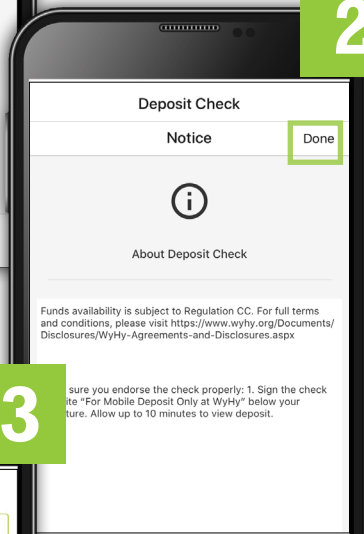 2
Deposit Check
Notice Done
About Deposit Check
Funds availability is subject to Regulation CC. For full terms
and conditions, please visit https://www.wyhy.org/Documents/
Disclosures/WyHy-Agreements-and-Disclosures.aspx
sure you endorse the check properly: 1. Sign the check
"For Mobile Deposit Only at WyHy" below your
Allow up to 10 minutes to view deposit.
3